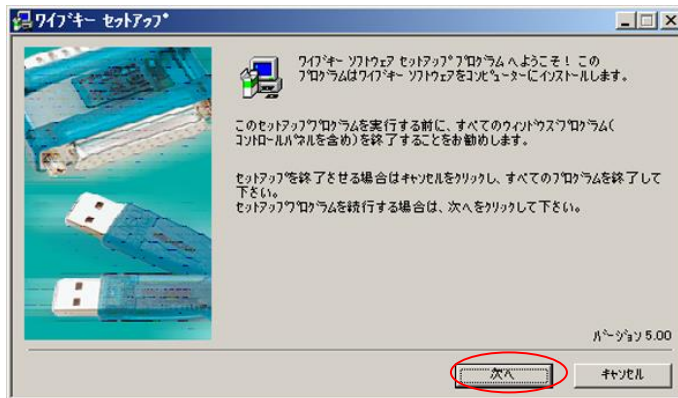 ﾜｲﾌﾞｷｰ ｾｯﾄｱｯﾌﾟ
ﾜｲﾌﾞｷｰ ｿﾌﾄｳｪｱ ｾｯﾄｱｯﾌﾟﾌﾟﾛｸﾞﾗﾑ へようこそ！ この
ﾌﾟﾛｸﾞﾗﾑはﾜｲﾌﾞｷｰ ｿﾌﾄｳｪｱをｺﾝﾋﾟｭｰﾀｰにｲﾝｽﾄｰﾙします。
このｾｯﾄｱｯﾌﾟﾌﾟﾛｸﾞﾗﾑを実行する前に、すべてのｳｨﾝﾄﾞｳｽﾞﾌﾟﾛｸﾞﾗﾑ(
ｺﾝﾄﾛｰﾙﾊﾟﾈﾙを含め)を終了することをお勧めします。
ｾｯﾄｱｯﾌﾟを終了させる場合はｷｬﾝｾﾙをｸﾘｯｸし、すべてのﾌﾟﾛｸﾞﾗﾑを終了して
下さい。
ｾｯﾄｱｯﾌﾟﾌﾟﾛｸﾞﾗﾑを続行する場合は、次へをｸﾘｯｸして下さい。
ﾊﾞｰｼﾞｮﾝ 5.00
次へ
ｷｬﾝｾﾙ